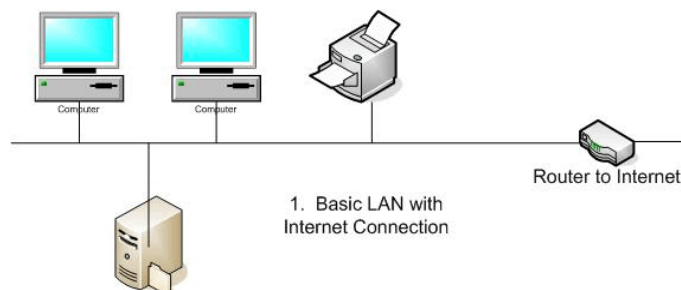 Computer
Computer
Router to Internet
1. Basic LAN with
Internet Connection